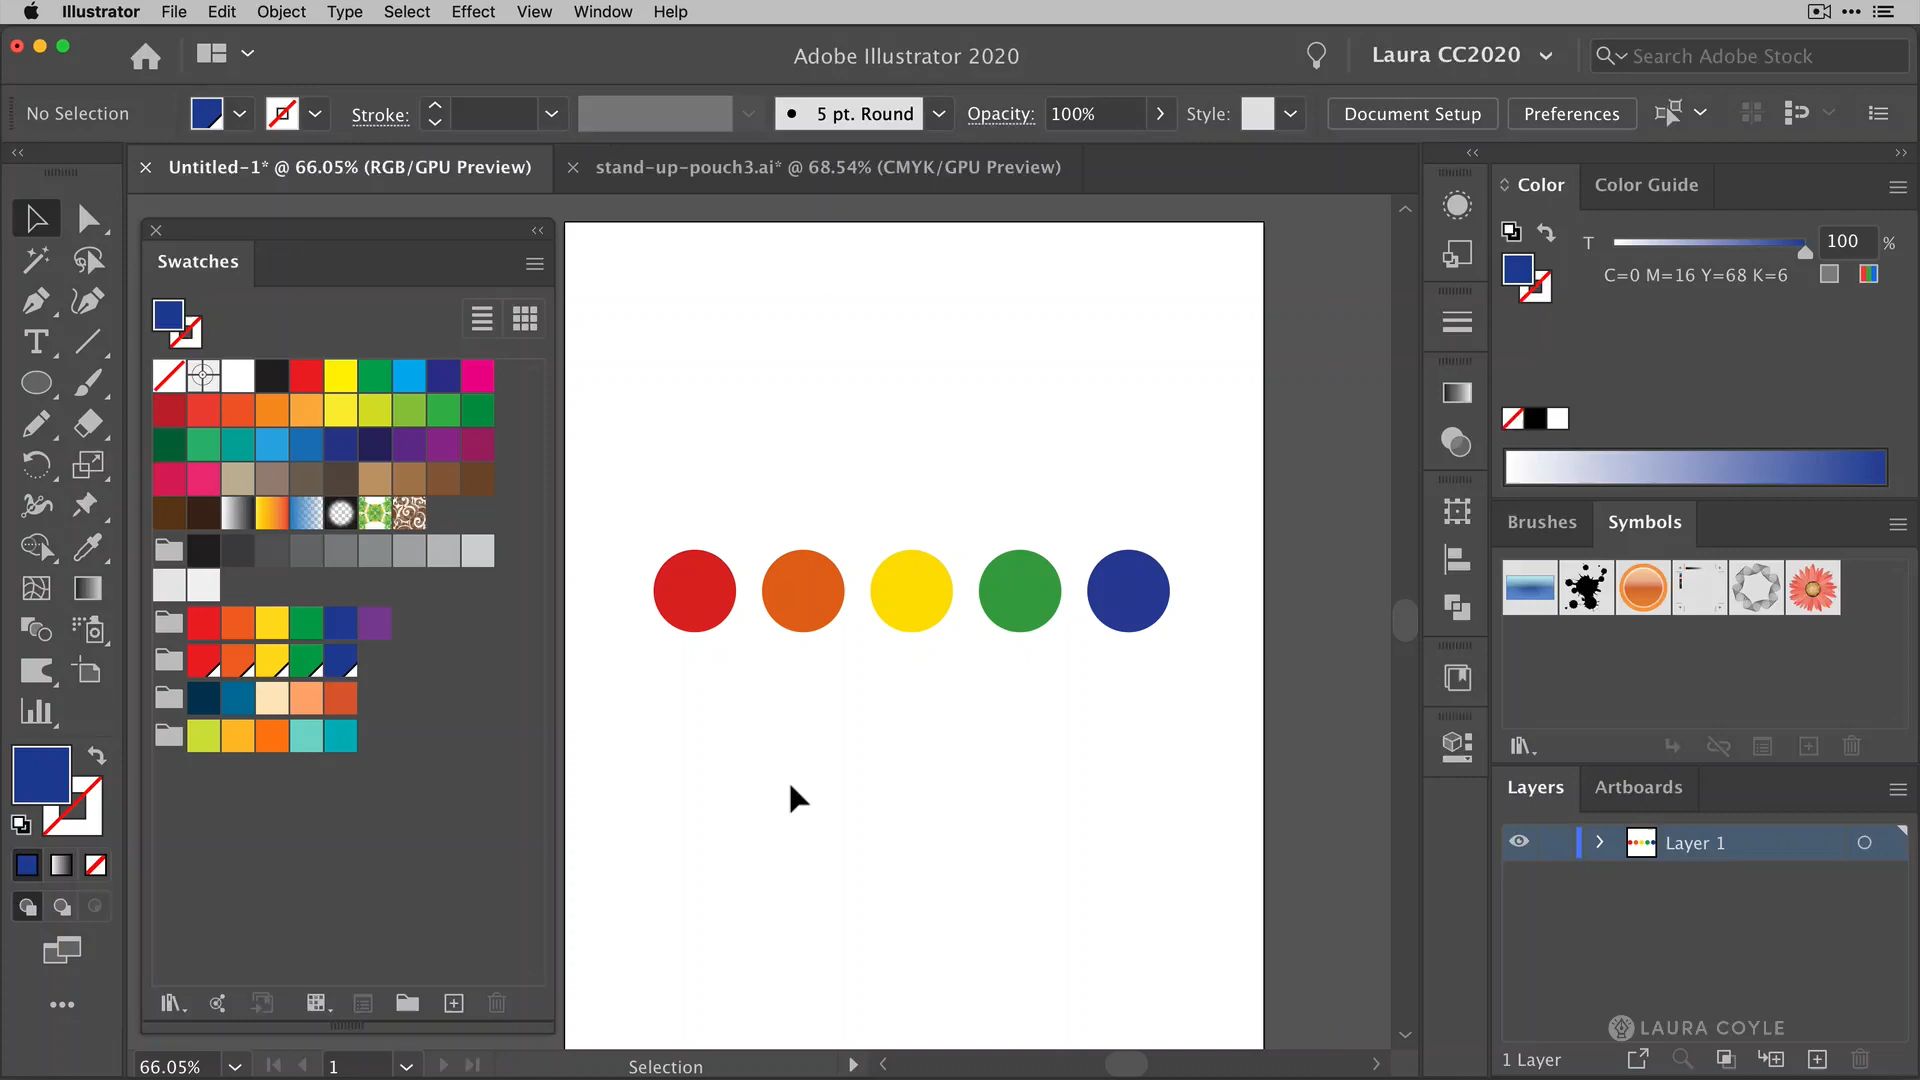 Illustrator File Edit Object Type Select Effect View Window Help
Adobe Illustrator 2020
Laura CC2020
Search Adobe Stock
No Selection
Stroke:
5 pt. Round
Opacity:
100%
Style:
Document Setup
Preferences
Untitled-1* @ 66.05% (RGB/GPU Preview)
stand-up-pouch3.ai* @ 68.54% (CMYK/GPU Preview)
Swatches
Color
Color Guide
T
100
%
C=0 M=16 Y=68 K=6
Brushes
Symbols
Layers
Artboards
Layer 1
LAURA COYLE
1 Layer
66.05%
1
Selection